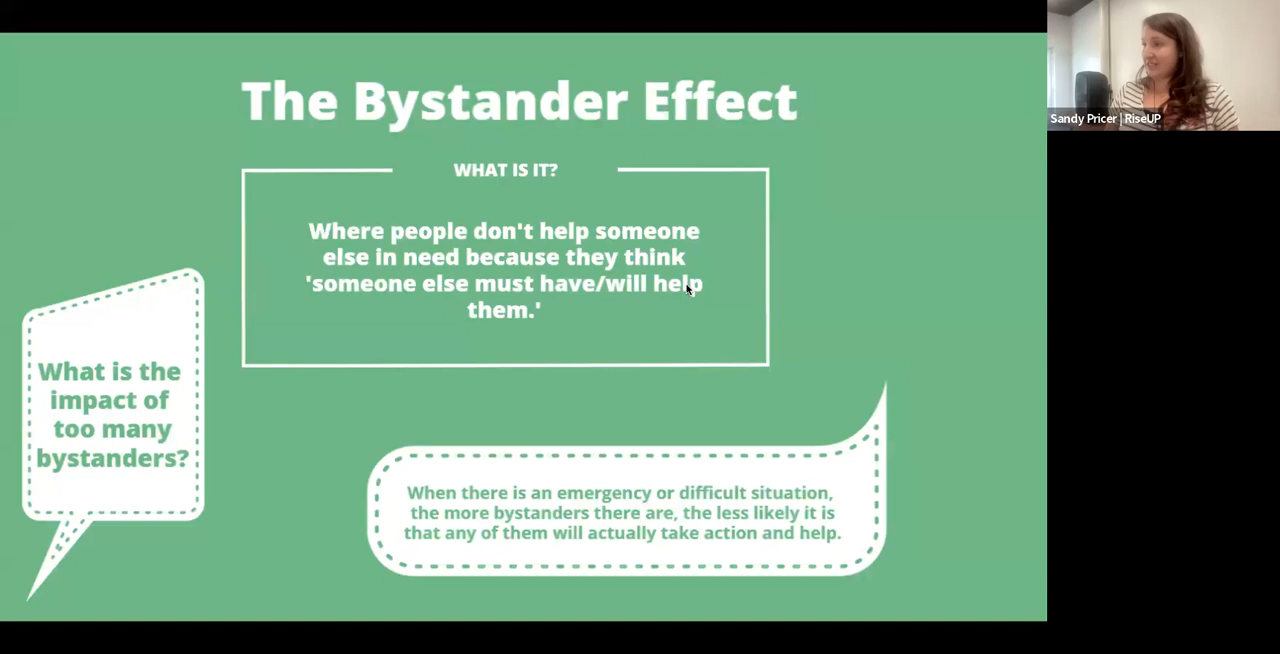 The Bystander Effect
WHAT IS IT?
Where people don't help someone
else in need because they think
'someone else must have/will help
them.'
What is the
impact of
too many
bystanders?
When there is an emergency or difficult situation,
the more bystanders there are, the less likely it is
that any of them will actually take action and help.
Sandy Pricer | RiseUP